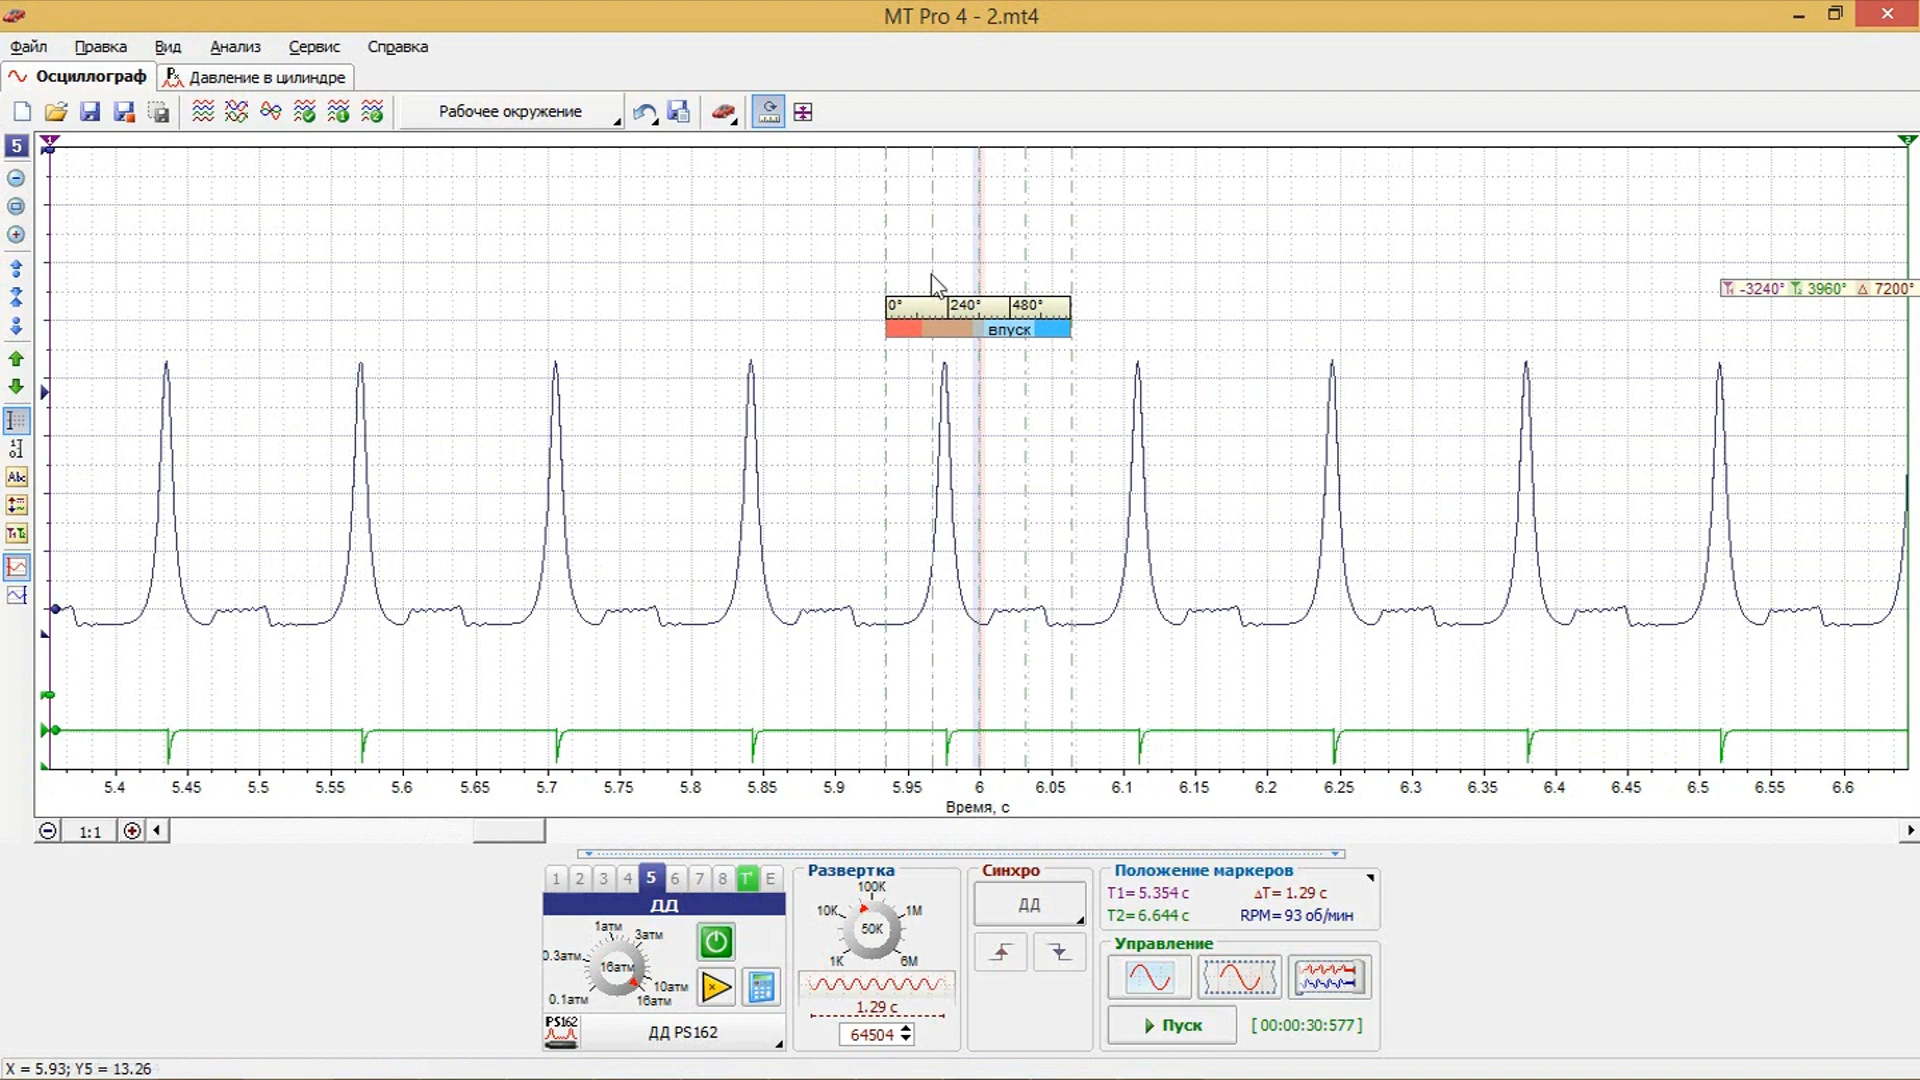 MT Pro 4 - 2.mt4
Файл Правка Вид Анализ Сервис Справка
Осциллограф Давление в цилиндре
Рабочее окружение
5
0° 240° 480°
впуск
-3240° 3960° Δ 7200°
Abc
5.4 5.45 5.5 5.55 5.6 5.65 5.7 5.75 5.8 5.85 5.9 5.95 6 6.05 6.1 6.15 6.2 6.25 6.3 6.35 6.4 6.45 6.5 6.55 6.6
Время, с
1:1
1 2 3 4 5 6 7 8 T E
ДД
1атм 3атм
0.3атм 16атм 10атм
0.1атм 16атм
PS162 ДД PS162
Развертка
100K
10K 1M
50K
1K 6M
1.29 с
64504
Синхро
ДД
Положение маркеров
T1= 5.354 с ΔT= 1.29 с
T2= 6.644 с RPM= 93 об/мин
Управление
Пуск [ 00:00:30:577 ]
X = 5.93; Y5 = 13.26